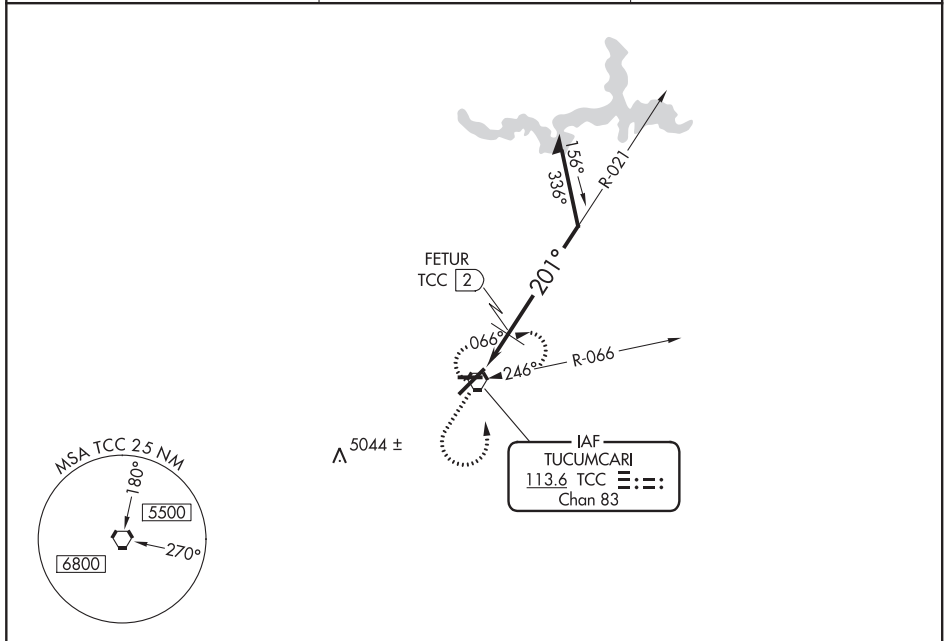 156°
336°
R-021
201°
FETUR
TCC 2
066°
246°
R-066
5044 ±
IAF
TUCUMCARI
113.6 TCC
Chan 83
MSA TCC 25 NM
180°
5500
270°
6800